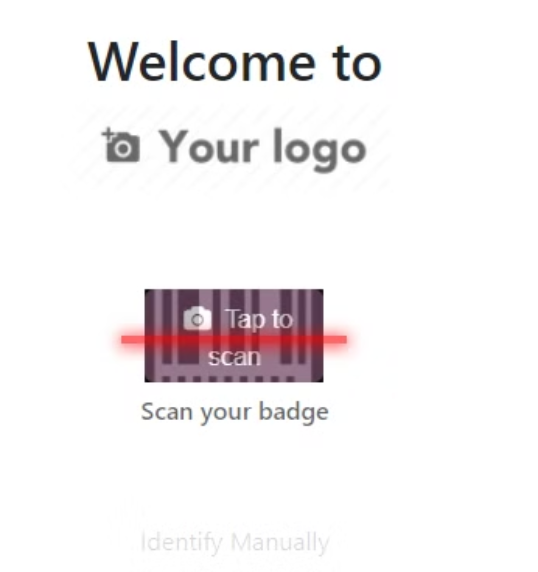 Welcome to
Your logo
Tap to
scan
Scan your badge
Identify Manually